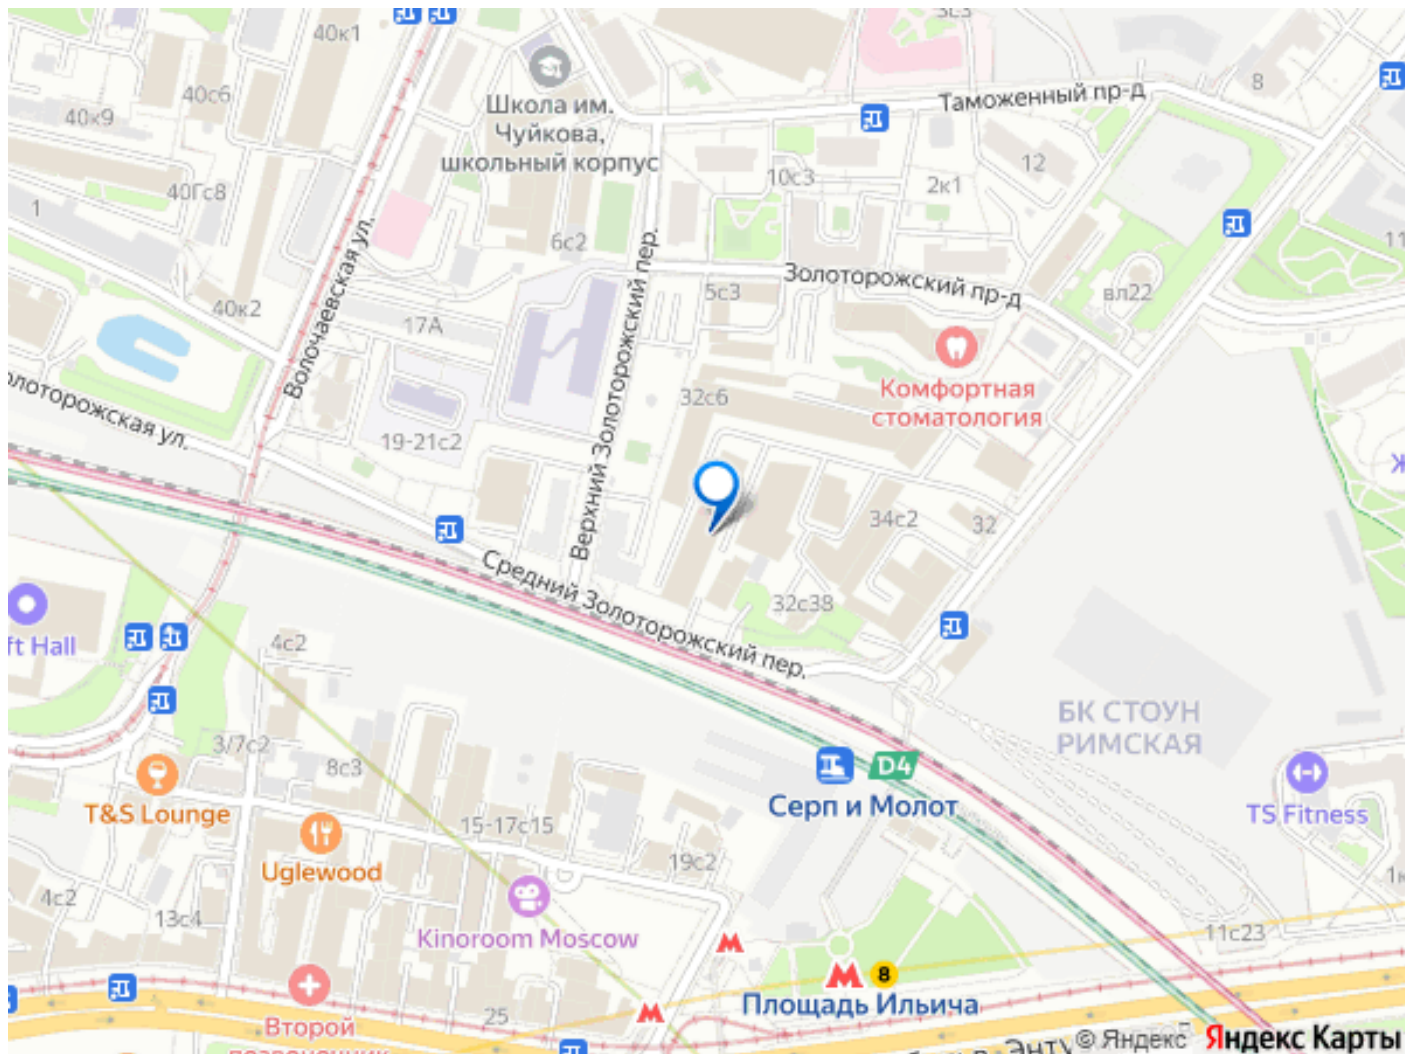 3с3
40к1
Школа им.
Чуйкова,
школьный корпус
40с6
40к9
Таможенный пр-д
8
12
10с3
2к1
40Гс8
1
6с2
11
Волочаевская ул.
Верхний Золоторожский пер.
Золоторожский пр-д
5с3
вл22
40к2
17А
Комфортная
стоматология
32с6
олоторожская ул.
19-21с2
34с2
32
Средний Золоторожский пер.
32с38
ft Hall
4с2
БК СТОУН
РИМСКАЯ
3/7с2
8с3
D4
Серп и Молот
T&S Lounge
TS Fitness
15-17с15
19с2
Uglewood
4с2
13с4
Kinoroom Moscow
11с23
8
Площадь Ильича
25
Второй
позвоночник
© Яндекс Яндекс Карты